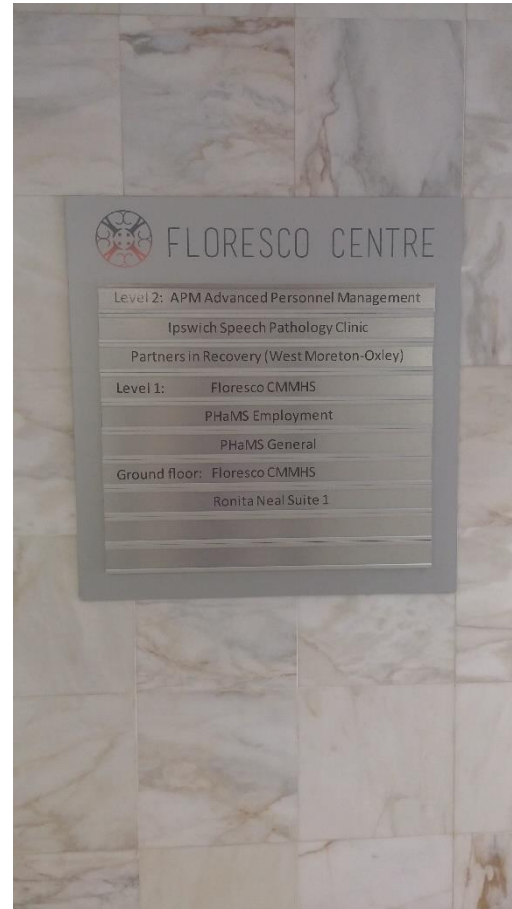 FLORESCO CENTRE
Level 2: APM Advanced Personnel Management
Ipswich Speech Pathology Clinic
Partners in Recovery (West Moreton-Oxley)
Level 1: Floresco CMMHS
PHaMS Employment
PHaMS General
Ground floor: Floresco CMMHS
Ronita Neal Suite 1